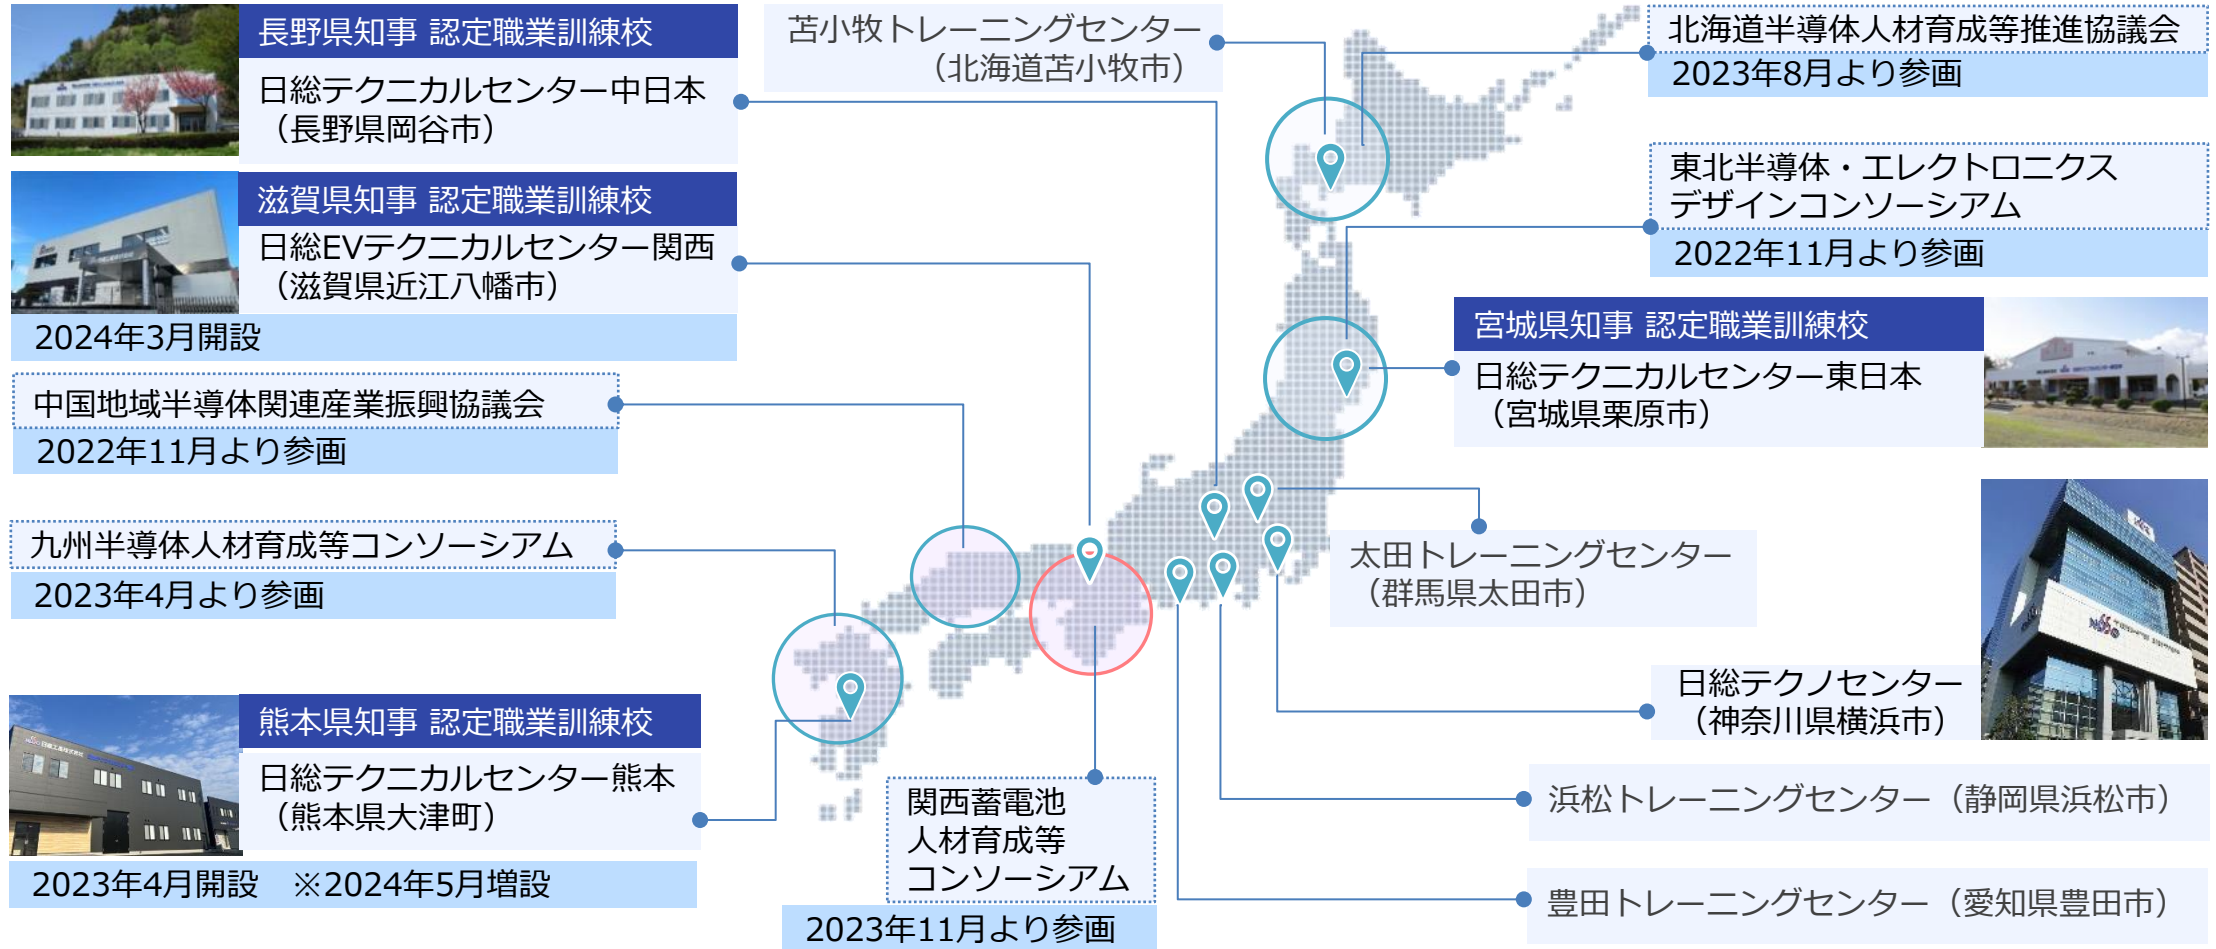 長野県知事 認定職業訓練校
日総テクニカルセンター中日本
（長野県岡谷市）
滋賀県知事 認定職業訓練校
日総EVテクニカルセンター関西
（滋賀県近江八幡市）
2024年3月開設
中国地域半導体関連産業振興協議会
2022年11月より参画
九州半導体人材育成等コンソーシアム
2023年4月より参画
熊本県知事 認定職業訓練校
日総テクニカルセンター熊本
（熊本県大津町）
2023年4月開設　※2024年5月増設
苫小牧トレーニングセンター
（北海道苫小牧市）
関西蓄電池
人材育成等
コンソーシアム
2023年11月より参画
北海道半導体人材育成等推進協議会
2023年8月より参画
東北半導体・エレクトロニクス
デザインコンソーシアム
2022年11月より参画
宮城県知事 認定職業訓練校
日総テクニカルセンター東日本
（宮城県栗原市）
太田トレーニングセンター
（群馬県太田市）
日総テクノセンター
（神奈川県横浜市）
浜松トレーニングセンター（静岡県浜松市）
豊田トレーニングセンター（愛知県豊田市）